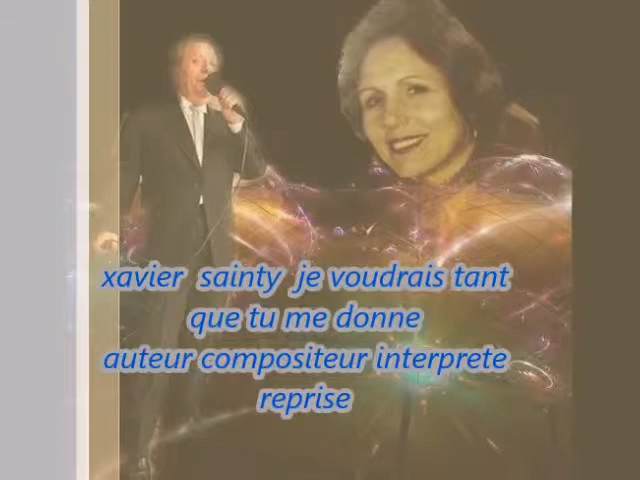 xavier sainty je voudrais tant
que tu me donne
auteur compositeur interprete
reprise